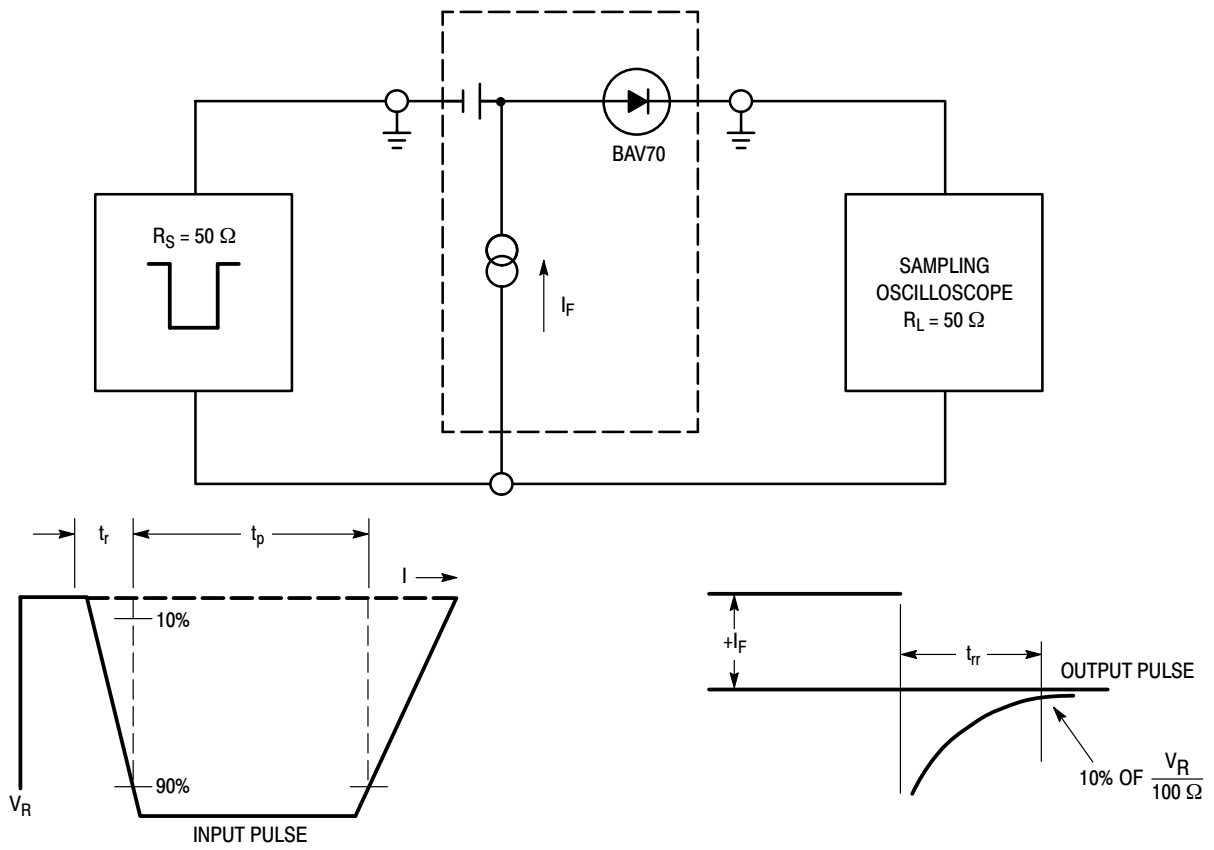 BAV70
R_S = 50 Ω
I_F
SAMPLING
OSCILLOSCOPE
R_L = 50 Ω
t_r
t_p
I
10%
90%
V_R
INPUT PULSE
+I_F
t_rr
OUTPUT PULSE
10% OF V_R / 100 Ω